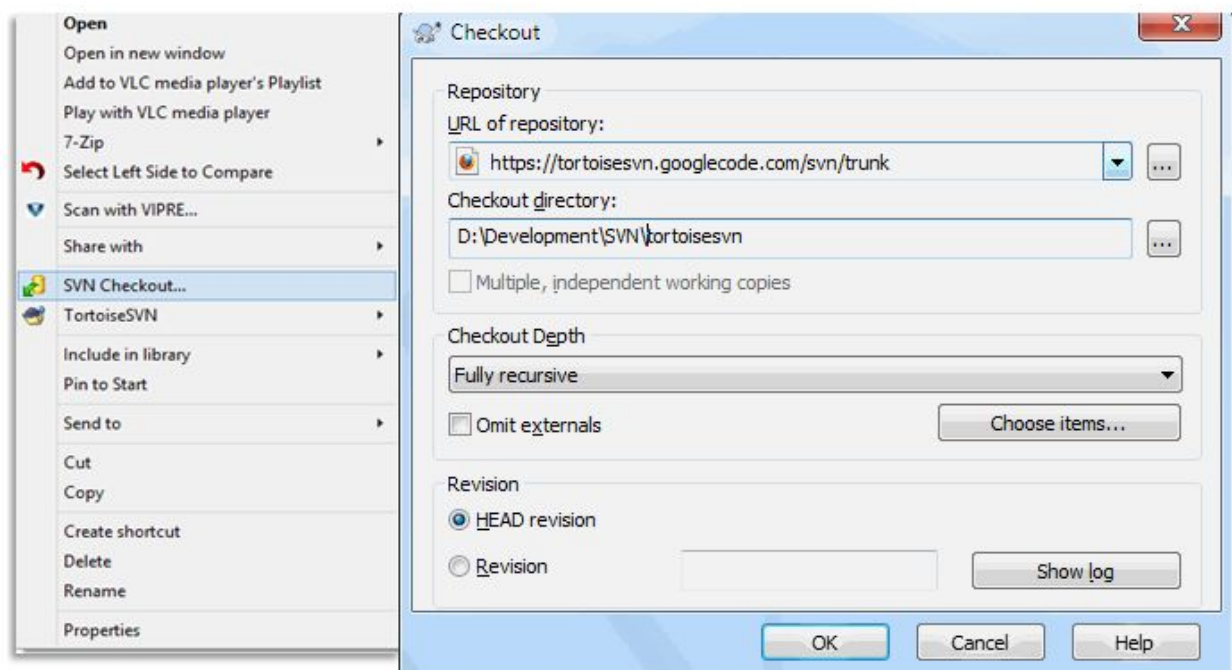 Open
Open in new window
Add to VLC media player's Playlist
Play with VLC media player
7-Zip
Select Left Side to Compare
Scan with VIPRE...
Share with
SVN Checkout...
TortoiseSVN
Include in library
Pin to Start
Send to
Cut
Copy
Create shortcut
Delete
Rename
Properties
Checkout
Repository
URL of repository:
https://tortoisesvn.googlecode.com/svn/trunk
...
Checkout directory:
D:\Development\SVN\tortoisesvn
...
Multiple, independent working copies
Checkout Depth
Fully recursive
Omit externals
Choose items...
Revision
HEAD revision
Revision
Show log
OK
Cancel
Help